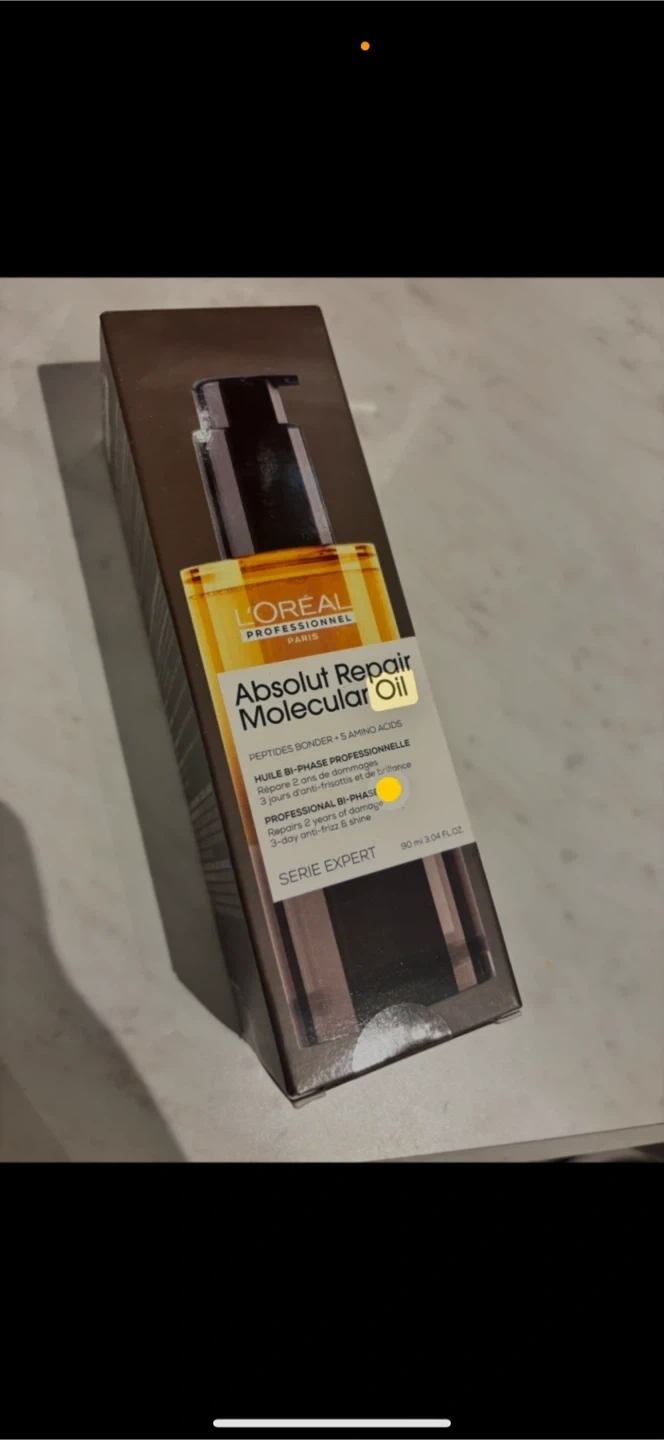 L'ORÉAL
PROFESSIONNEL
PARIS
Absolut Repair
Molecular Oil
PEPTIDES BONDER + 5 AMINO ACIDS
HUILE BI-PHASE PROFESSIONNELLE
Répare 2 ans de dommages
3 jours d'anti-frisottis et de brillance
PROFESSIONAL BI-PHASE
Repairs 2 years of damage
3-day anti-frizz & shine
SERIE EXPERT
90 ml 3.04 FL.OZ.